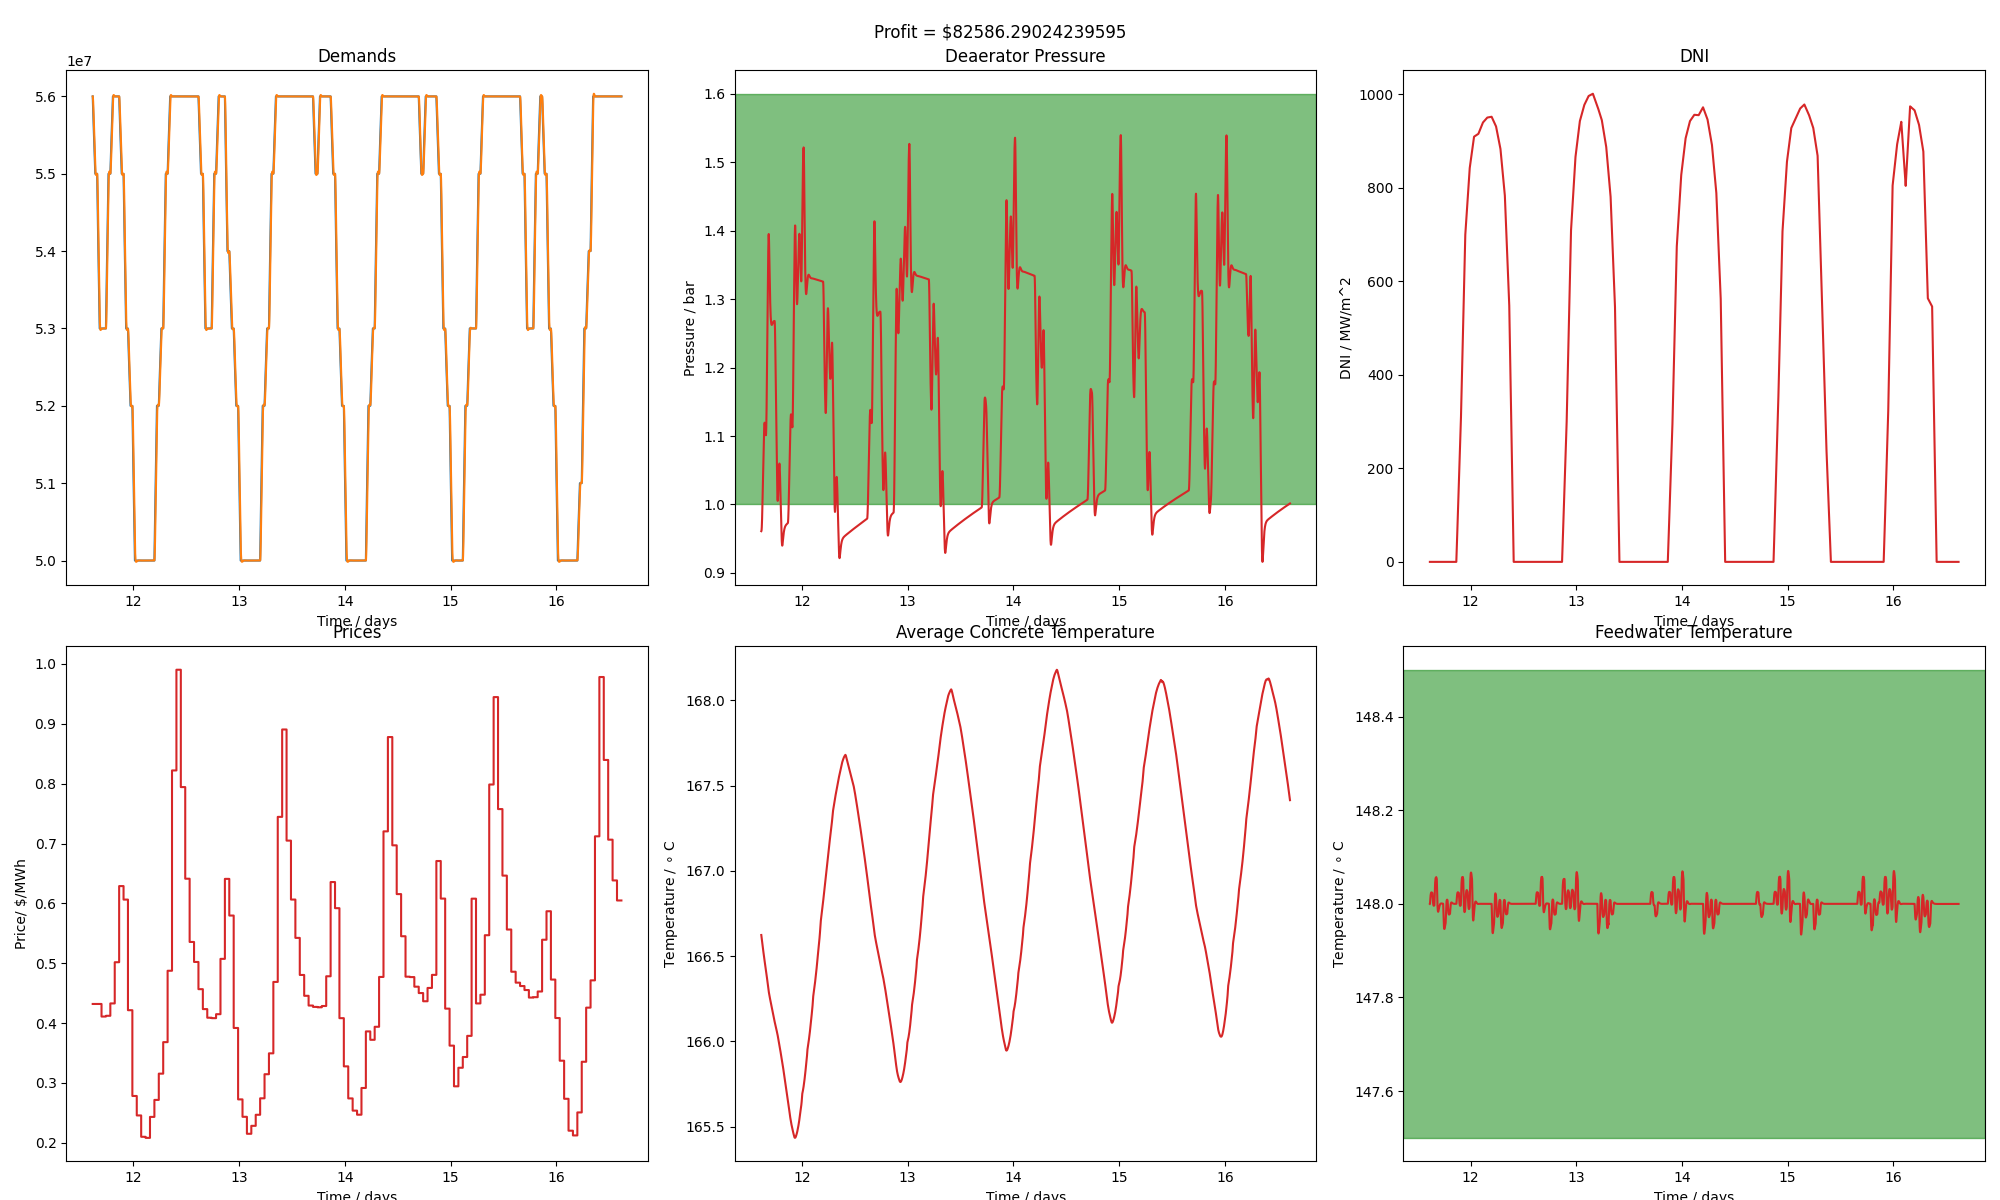 Profit = $82586.29024239595
Demands
1e7
5.6
5.5
5.4
5.3
5.2
5.1
5.0
12 13 14 15 16
Time / days
Deaerator Pressure
Pressure / bar
1.6
1.5
1.4
1.3
1.2
1.1
1.0
0.9
12 13 14 15 16
Time / days
DNI
DNI / MW/m^2
1000
800
600
400
200
0
12 13 14 15 16
Time / days
Prices
Price/ $/MWh
1.0
0.9
0.8
0.7
0.6
0.5
0.4
0.3
0.2
12 13 14 15 16
Time / days
Average Concrete Temperature
Temperature / ∘ C
168.0
167.5
167.0
166.5
166.0
165.5
12 13 14 15 16
Time / days
Feedwater Temperature
Temperature / ∘ C
148.4
148.2
148.0
147.8
147.6
12 13 14 15 16
Time / days